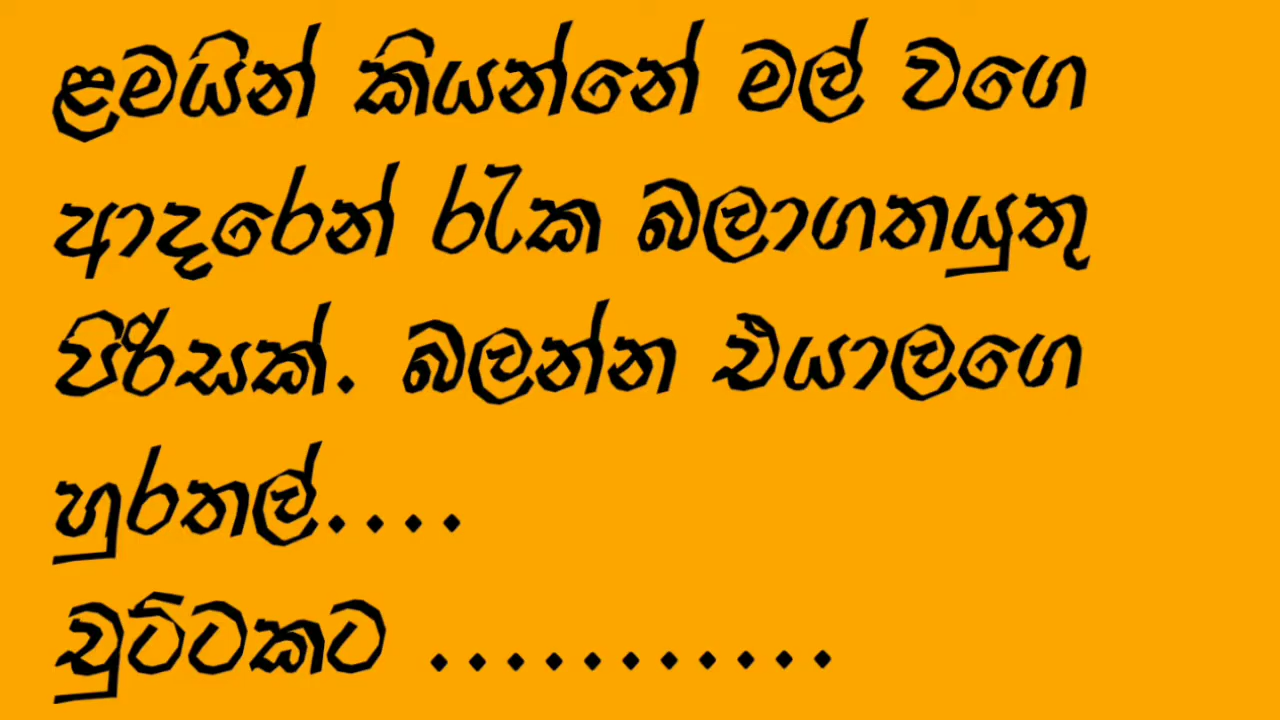 ළමයින් කියන්නේ මල් වගෙ
ආදරෙන් රැක බලාගතයුතු
පිරිසක්. බලන්න එයාලගෙ
හුරතල්....
චුට්ටකට ...........